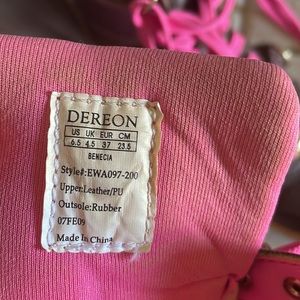 DEREON
US UK EUR CM
6.5 4.5 37 23.5
BENECIA
Style#:EWA097-200
Upper:Leather/PU
Outsole:Rubber
07FE09
Made In China